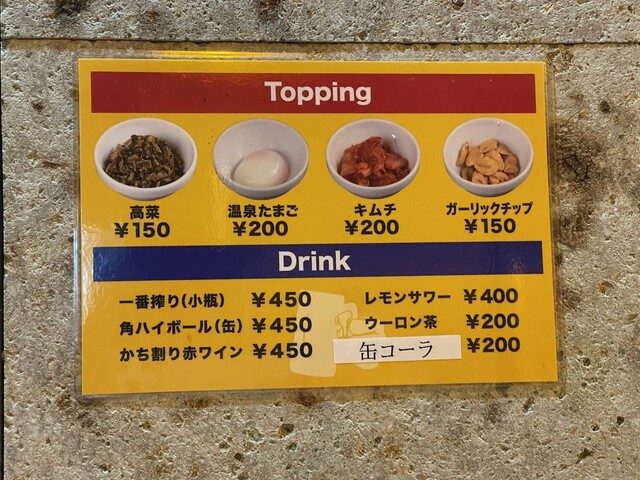 Topping
高菜 温泉たまご キムチ ガーリックチップ
¥150 ¥200 ¥200 ¥150
Drink
一番搾り(小瓶) ¥450 レモンサワー ¥400
角ハイボール(缶) ¥450 ウーロン茶 ¥200
かち割り赤ワイン ¥450 缶コーラ ¥200